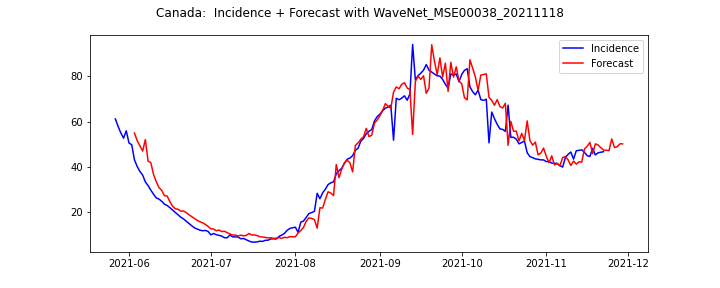 Canada:  Incidence + Forecast with WaveNet_MSE00038_20211118
Incidence
Forecast
80
60
40
20
2021-06 2021-07 2021-08 2021-09 2021-10 2021-11 2021-12